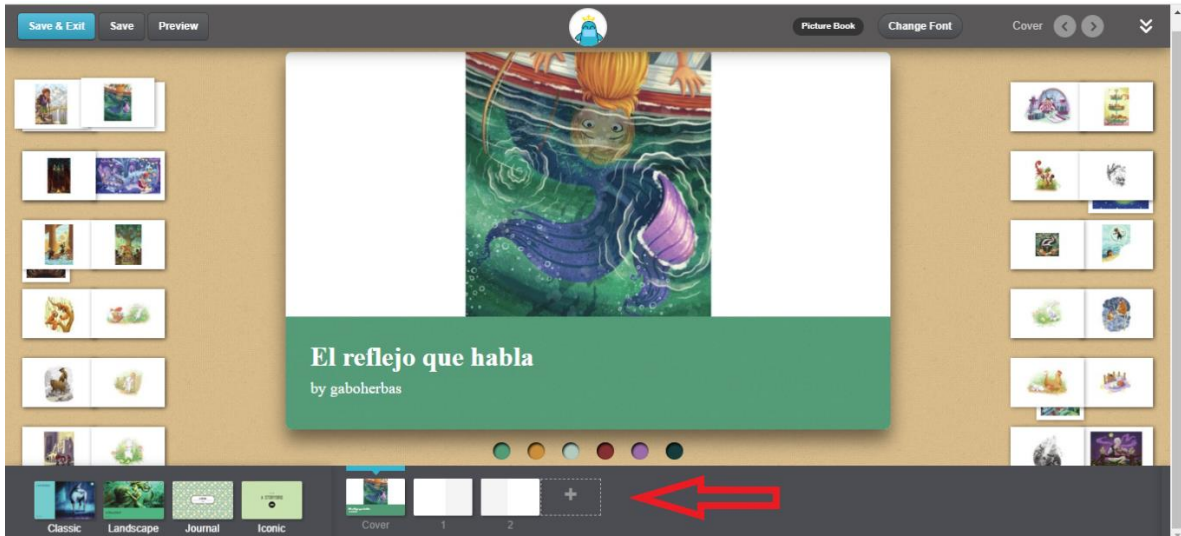 Save & Exit Save Preview
Picture Book Change Font Cover
El reflejo que habla
by gaboherbas
Cover 1 2 +
Classic Landscape Journal Iconic